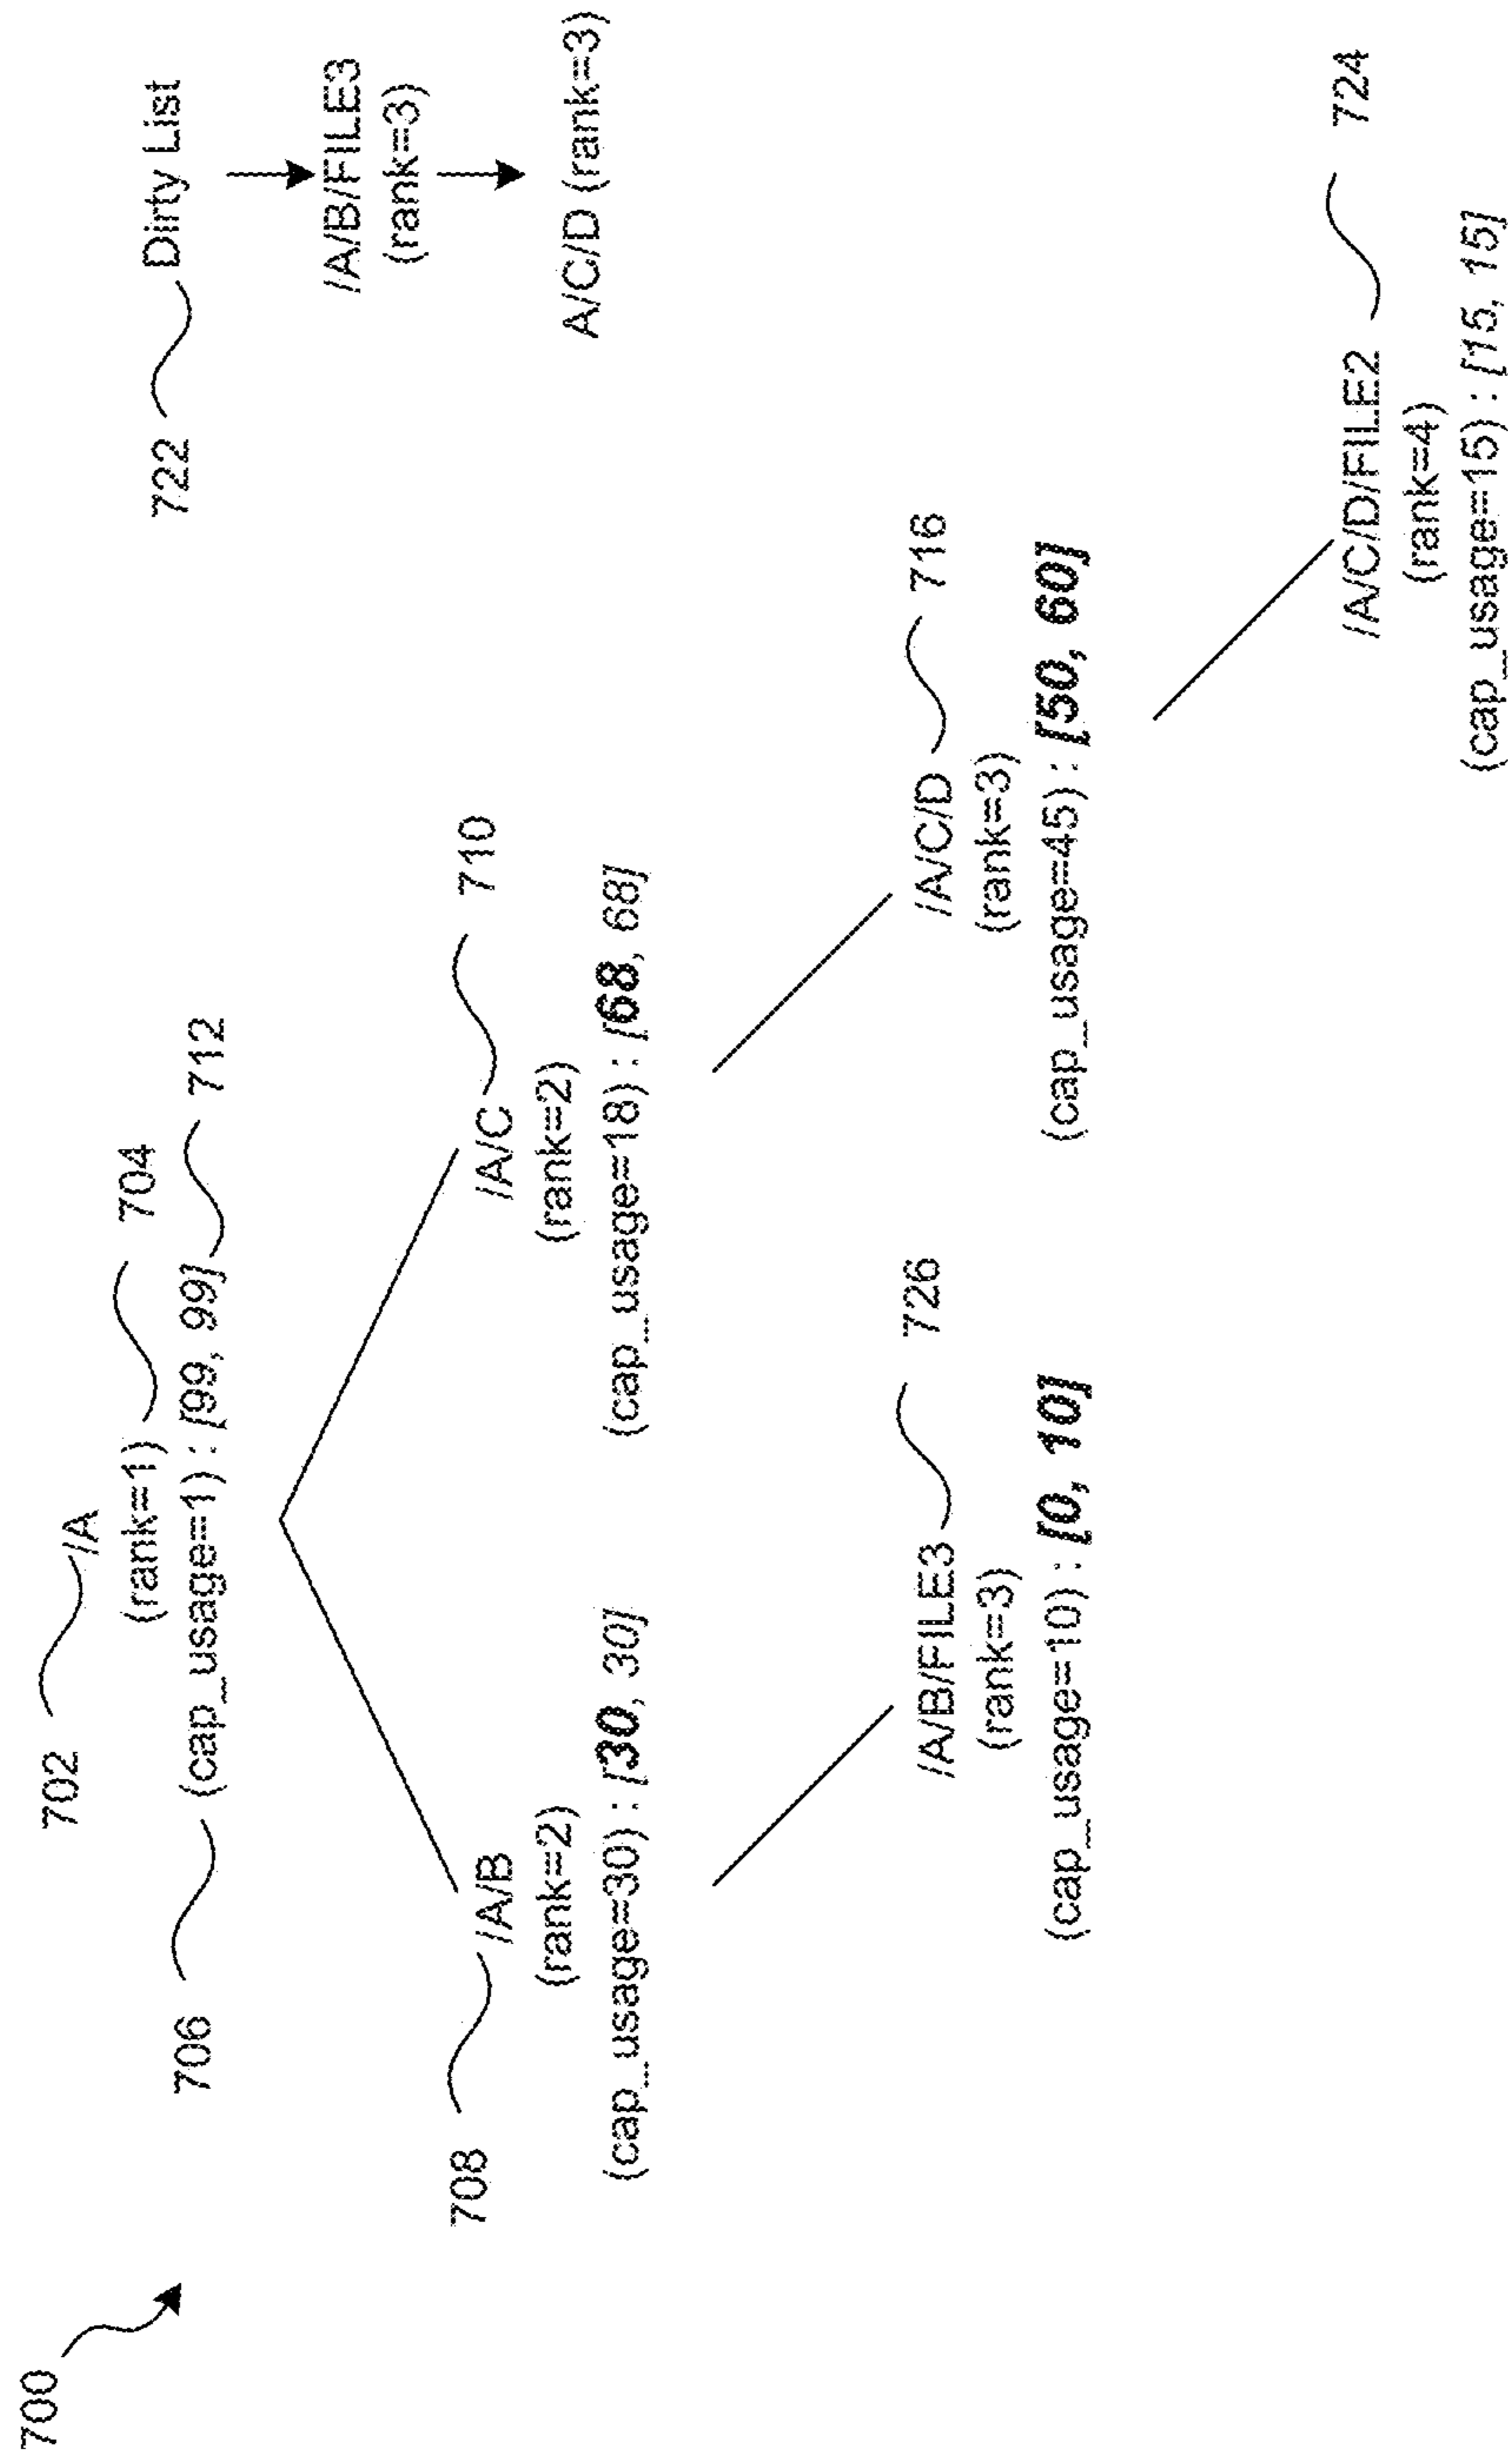 700
702
/A
(rank=1)
704
706
(cap_usage=1) : [99, 99]
712
722
Dirty List
/A/B/FILE3
(rank=3)
A/C/D (rank=3)
708
/A/B
(rank=2)
(cap_usage=30) : [30, 30]
/A/C
710
(rank=2)
(cap_usage=18) : [68, 68]
/A/B/FILE3
726
(rank=3)
(cap_usage=10) : [0, 10]
/A/C/D
716
(rank=3)
(cap_usage=45) : [50, 60]
/A/C/D/FILE2
724
(rank=4)
(cap_usage=15) : [15, 15]